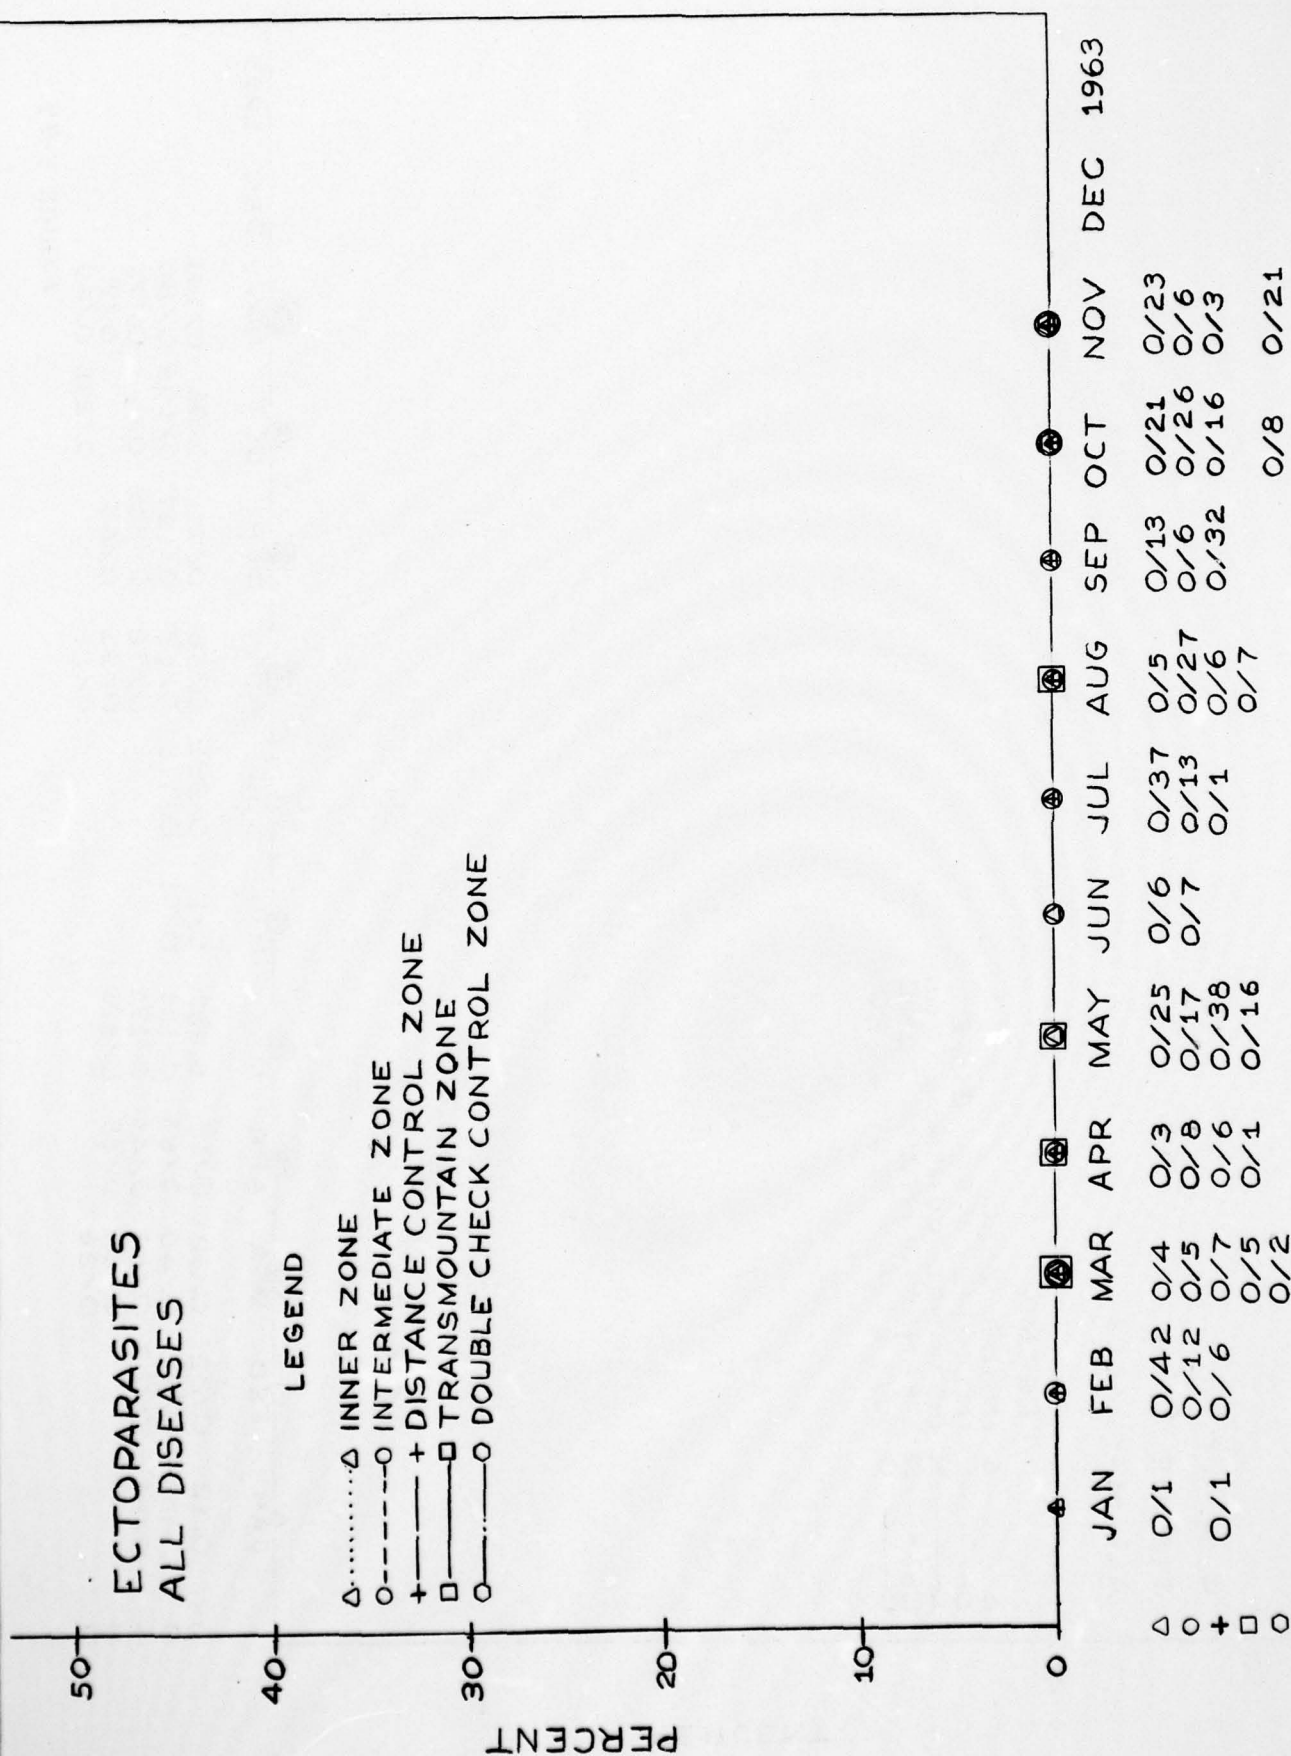 ECTOPARASITES
ALL DISEASES
LEGEND
△.........△ INNER ZONE
○-----○ INTERMEDIATE ZONE
+—— ——+ DISTANCE CONTROL ZONE
□———□ TRANSMOUNTAIN ZONE
○——...——○ DOUBLE CHECK CONTROL ZONE
PERCENT
50
40
30
20
10
0
JAN FEB MAR APR MAY JUN JUL AUG SEP OCT NOV DEC 1963
△ 0/1 0/42 0/4 0/3 0/25 0/6 0/37 0/5 0/13 0/21 0/23
○ 0/12 0/5 0/8 0/17 0/7 0/13 0/27 0/6 0/26 0/6
+ 0/1 0/6 0/7 0/6 0/38 0/1 0/6 0/32 0/16 0/3
□ 0/5 0/1 0/16 0/7
○ 0/2 0/8 0/21